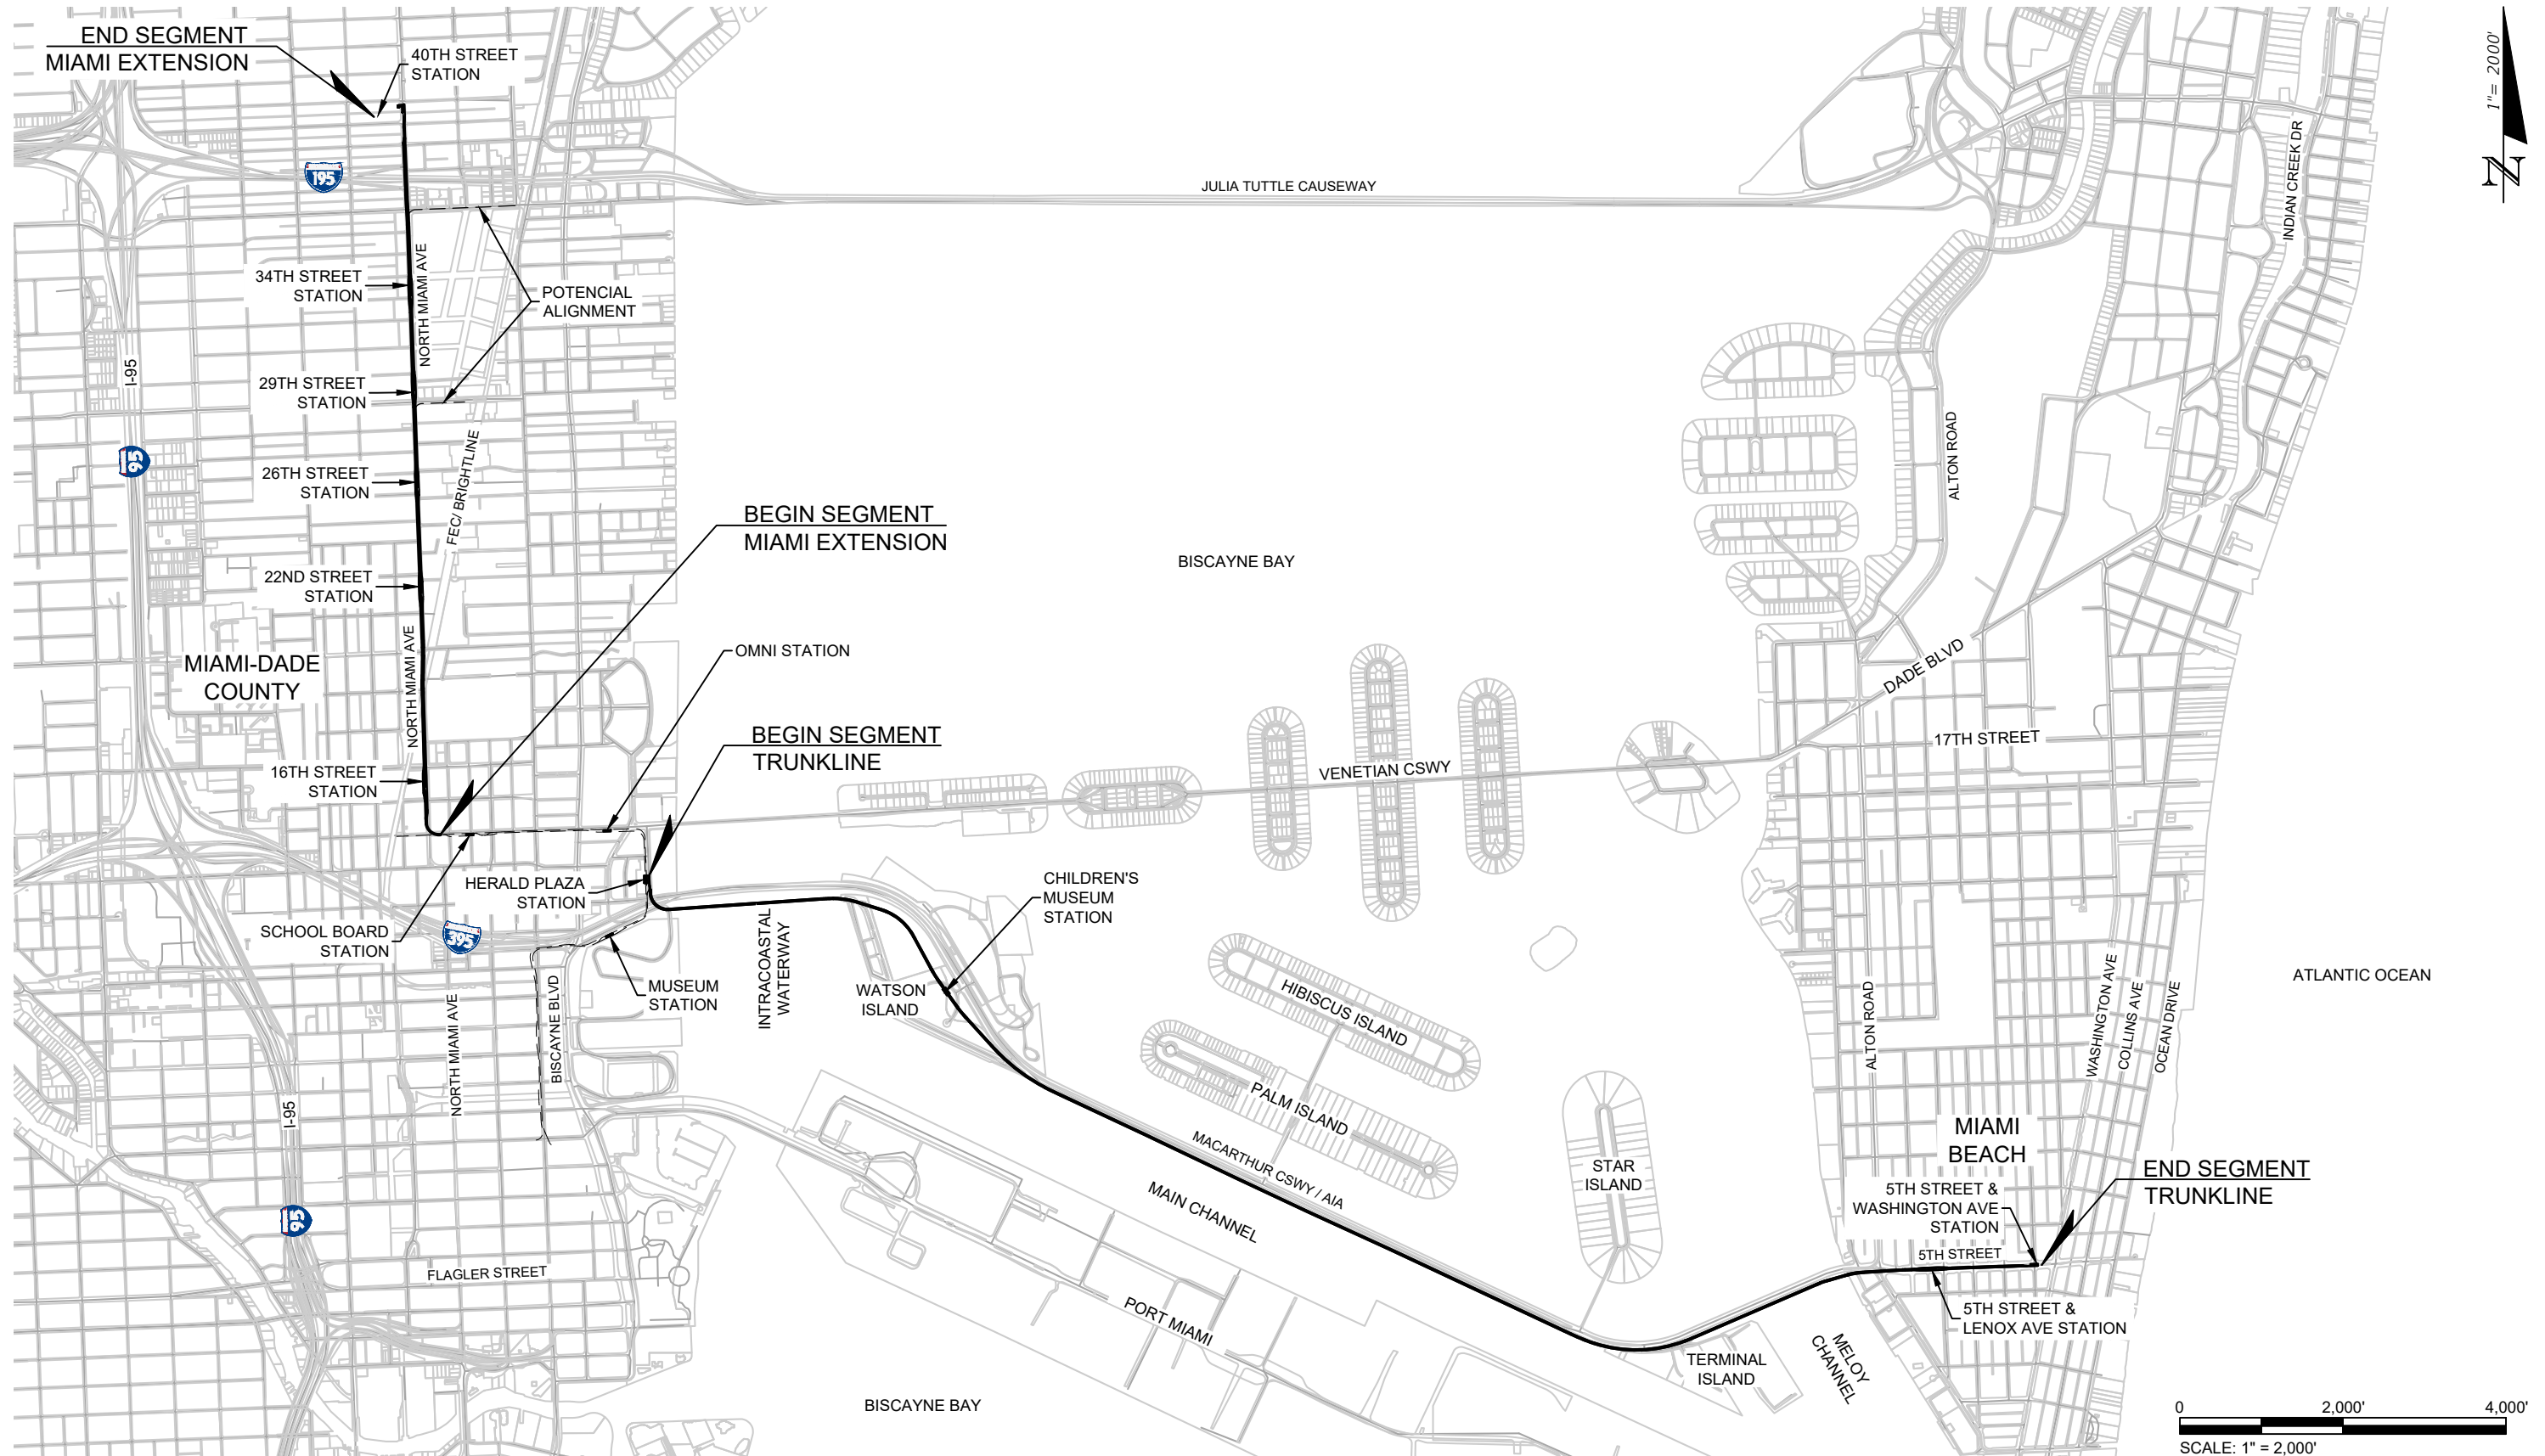 END SEGMENT
MIAMI EXTENSION
40TH STREET
STATION
1"= 2000'
N
195
JULIA TUTTLE CAUSEWAY
INDIAN CREEK DR
34TH STREET
STATION
NORTH MIAMI AVE
POTENCIAL
ALIGNMENT
I-95
29TH STREET
STATION
95
26TH STREET
STATION
FEC/ BRIGHTLINE
ALTON ROAD
BEGIN SEGMENT
MIAMI EXTENSION
BISCAYNE BAY
22ND STREET
STATION
MIAMI-DADE
COUNTY
NORTH MIAMI AVE
OMNI STATION
DADE BLVD
BEGIN SEGMENT
TRUNKLINE
17TH STREET
16TH STREET
STATION
VENETIAN CSWY
HERALD PLAZA
STATION
CHILDREN'S
MUSEUM
STATION
SCHOOL BOARD
STATION
395
INTRACOASTAL
WATERWAY
MUSEUM
STATION
WATSON
ISLAND
HIBISCUS ISLAND
ATLANTIC OCEAN
NORTH MIAMI AVE
BISCAYNE BLVD
ALTON ROAD
WASHINGTON AVE
COLLINS AVE
OCEAN DRIVE
I-95
PALM ISLAND
MACARTHUR CSWY / AIA
MIAMI
BEACH
STAR
ISLAND
END SEGMENT
TRUNKLINE
MAIN CHANNEL
5TH STREET &
WASHINGTON AVE
STATION
95
5TH STREET
FLAGLER STREET
PORT MIAMI
5TH STREET &
LENOX AVE STATION
TERMINAL
ISLAND
MELOY
CHANNEL
BISCAYNE BAY
0 2,000' 4,000'
SCALE: 1" = 2,000'